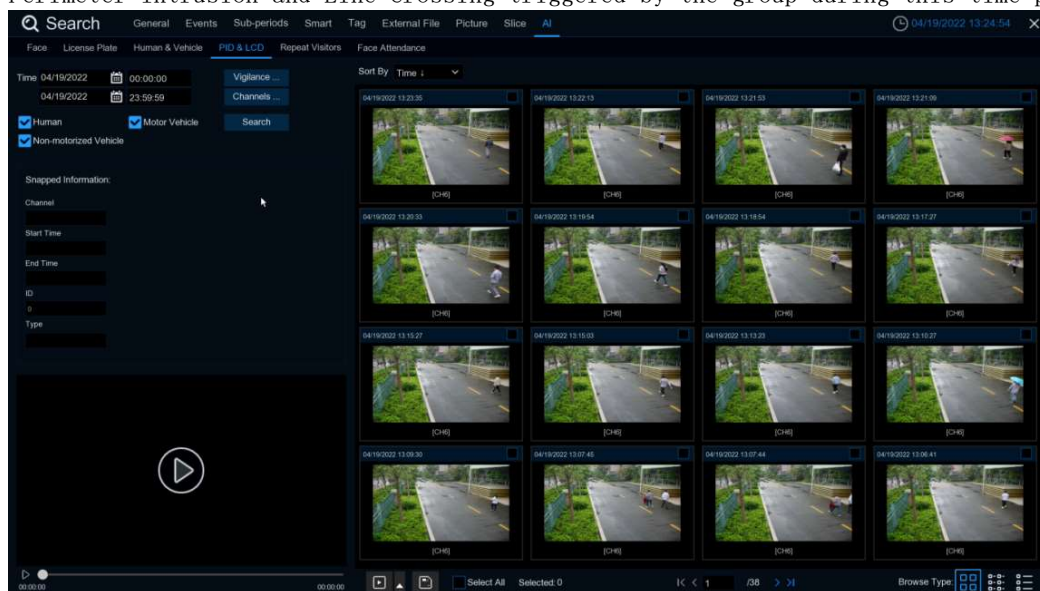 Perimeter Intrusion and Line Crossing triggered by the group during this time p
Search General Events Sub-periods Smart Tag External File Picture Slice AI 04/19/2022 13:24:54
Face License Plate Human & Vehicle PID & LCD Repeat Visitors Face Attendance
Time 04/19/2022 00:00:00 Vigilance ... Sort By Time ↓
04/19/2022 23:59:59 Channels ...
Human Motor Vehicle Search
Non-motorized Vehicle
Snapped Information:
Channel
Start Time
End Time
ID
0
Type
04/19/2022 13:23:35 04/19/2022 13:22:13 04/19/2022 13:21:53 04/19/2022 13:21:09
[CH6] [CH6] [CH6] [CH6]
04/19/2022 13:20:33 04/19/2022 13:19:54 04/19/2022 13:18:54 04/19/2022 13:17:27
[CH6] [CH6] [CH6] [CH6]
04/19/2022 13:15:27 04/19/2022 13:15:03 04/19/2022 13:13:23 04/19/2022 13:10:27
[CH6] [CH6] [CH6] [CH6]
04/19/2022 13:09:30 04/19/2022 13:07:45 04/19/2022 13:07:44 04/19/2022 13:06:41
[CH6] [CH6] [CH6] [CH6]
00:00:00 00:00:00 Select All Selected: 0 1 /38 Browse Type